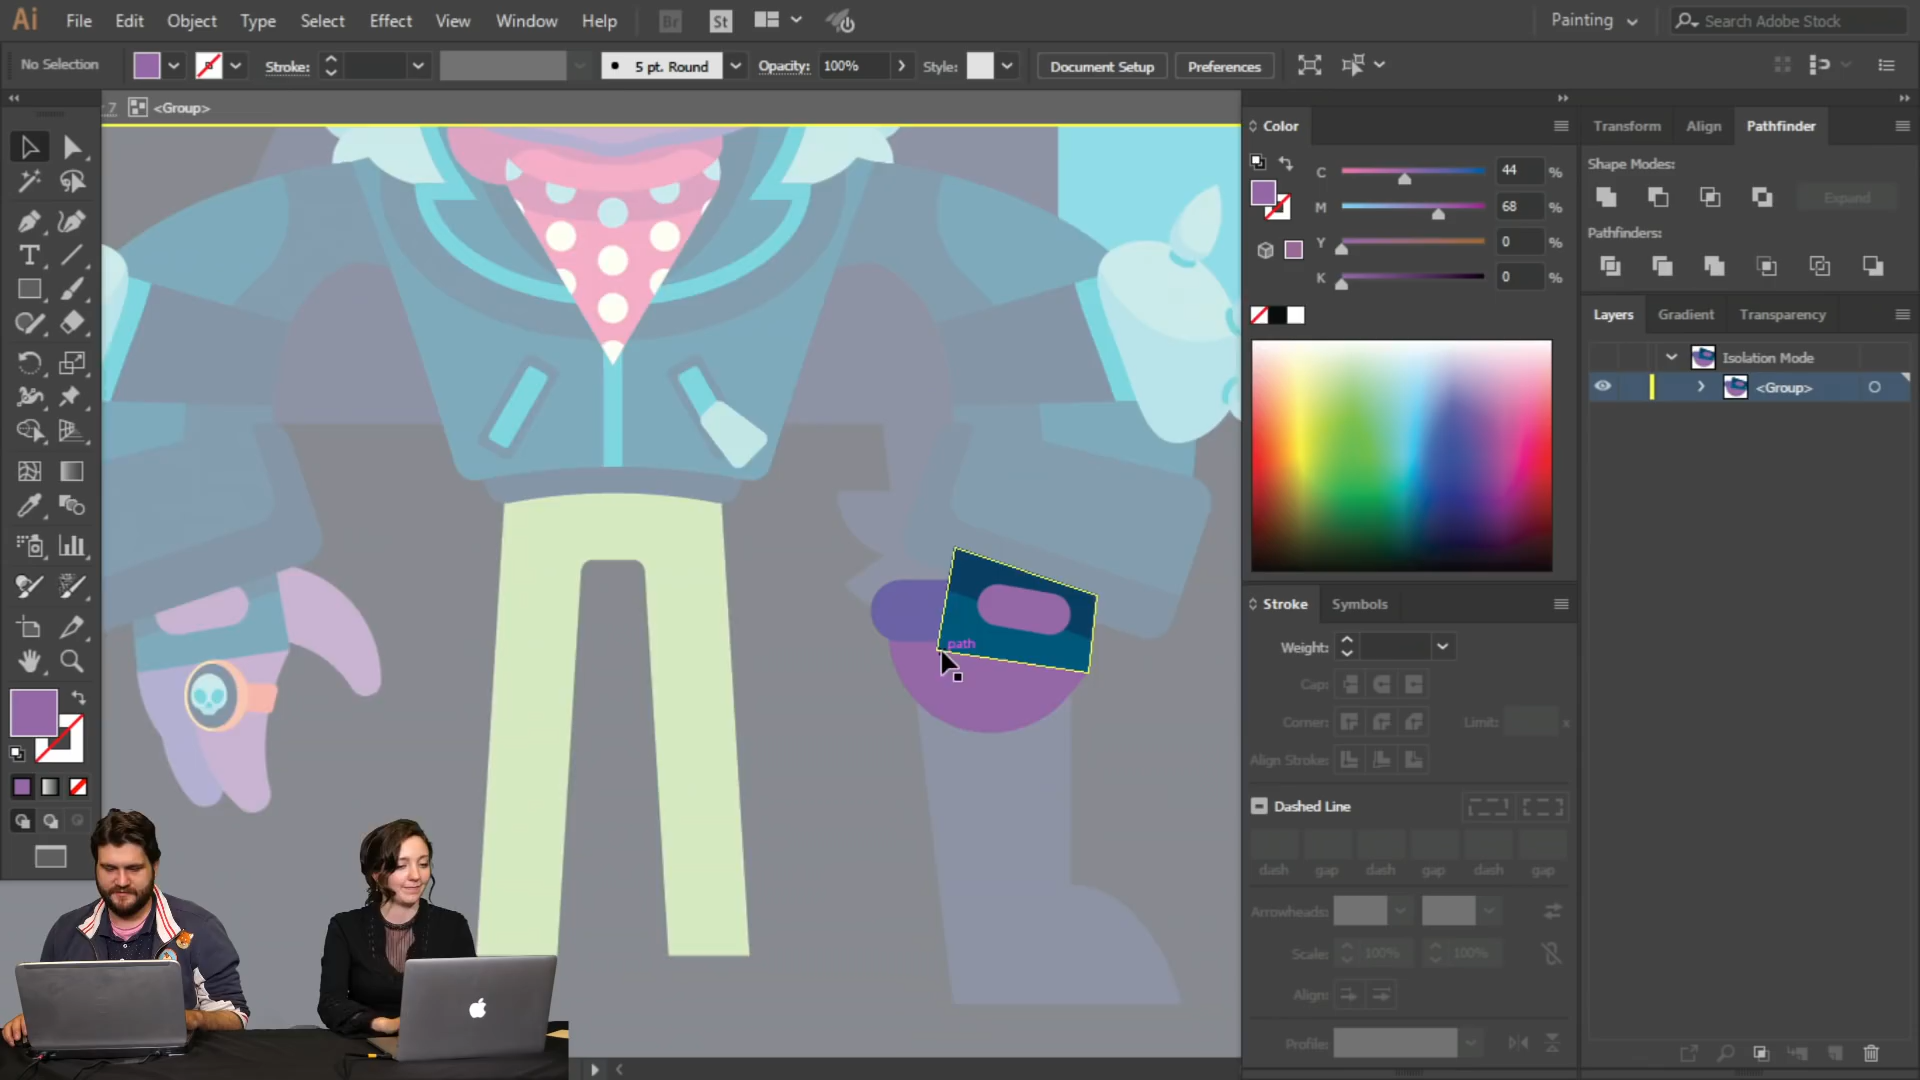 Ai File Edit Object Type Select Effect View Window Help Br St Painting Search Adobe Stock
No Selection Stroke: 5 pt. Round Opacity: 100% Style: Document Setup Preferences
7 <Group>
Color
C 44 %
M 68 %
Y 0 %
K 0 %
Transform Align Pathfinder
Shape Modes:
Expand
Pathfinders:
Layers Gradient Transparency
Isolation Mode
<Group>
path
Stroke Symbols
Weight:
Cap:
Corner: Limit: x
Align Stroke:
Dashed Line
dash gap dash gap dash gap
Arrowheads:
Scale: 100% 100%
Align:
Profile: